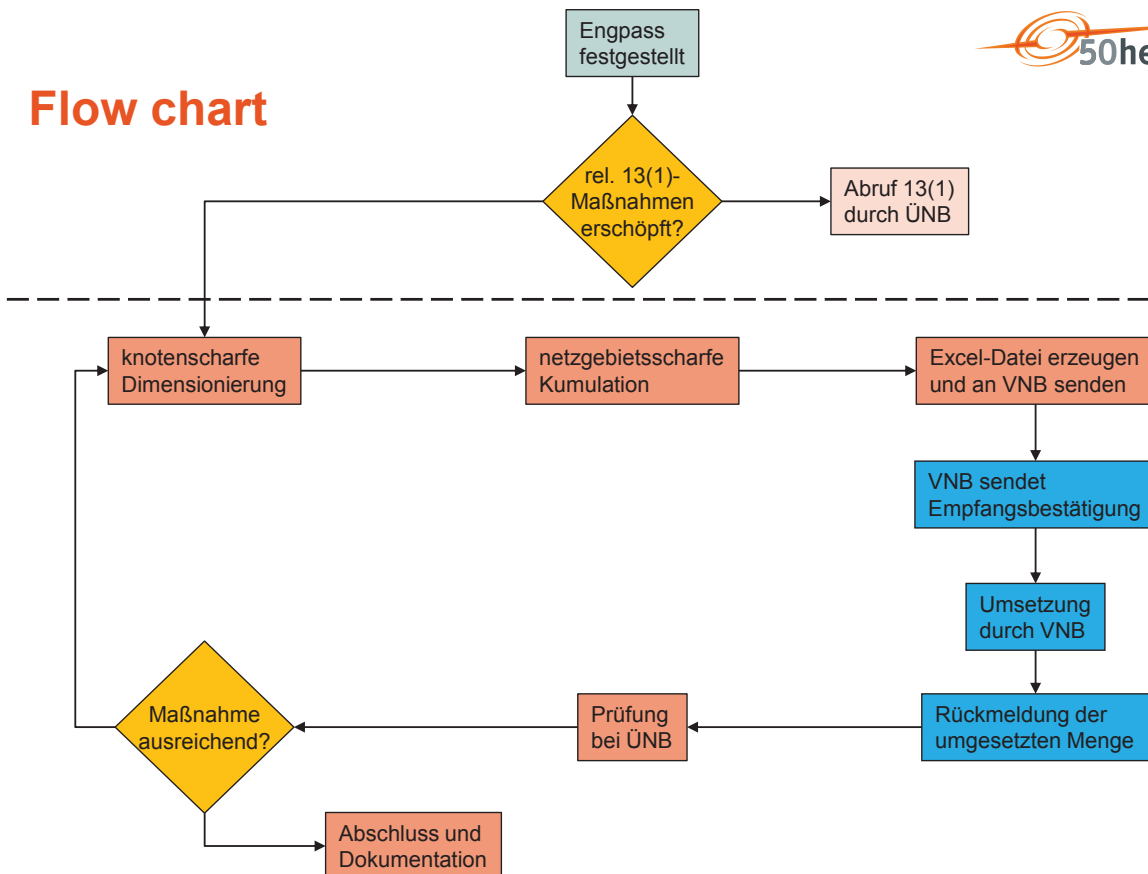 Engpass
festgestellt
50he
Flow chart
rel. 13(1)-
Maßnahmen
erschöpft?
Abruf 13(1)
durch ÜNB
knotenscharfe
Dimensionierung
netzgebietsscharfe
Kumulation
Excel-Datei erzeugen
und an VNB senden
VNB sendet
Empfangsbestätigung
Umsetzung
durch VNB
Rückmeldung der
umgesetzten Menge
Prüfung
bei ÜNB
Maßnahme
ausreichend?
Abschluss und
Dokumentation